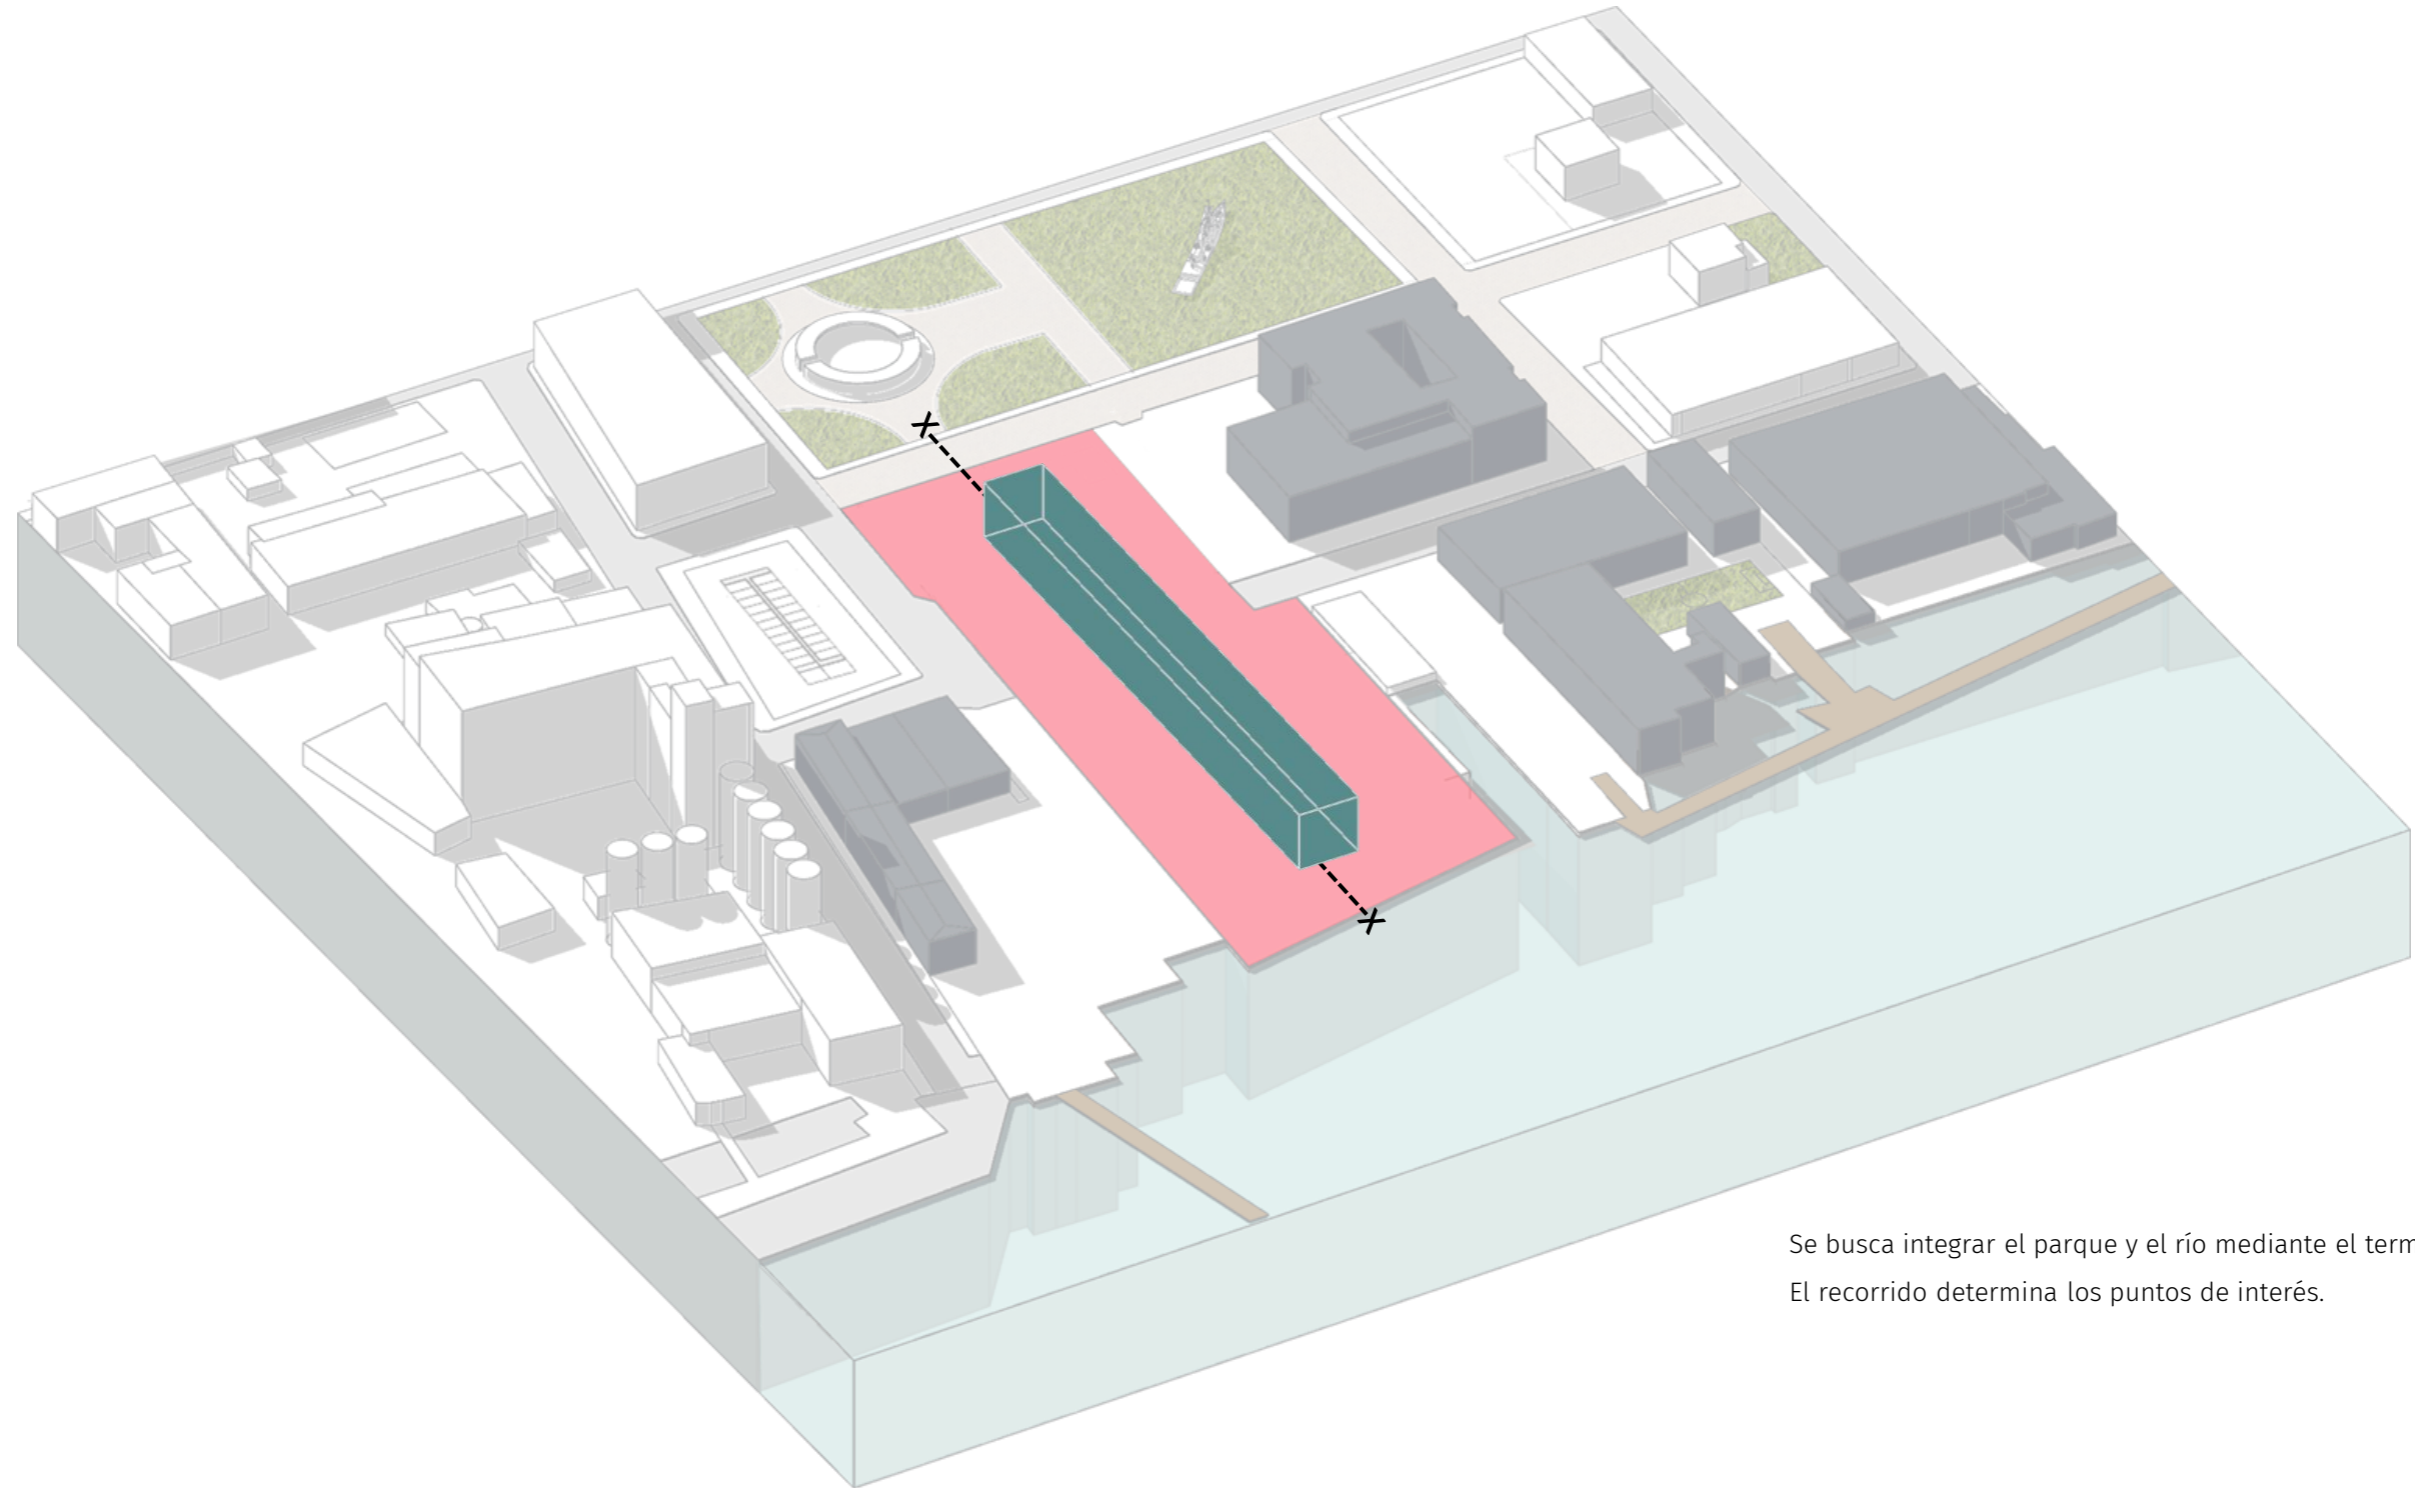 Se busca integrar el parque y el río mediante el
El recorrido determina los puntos de interés.